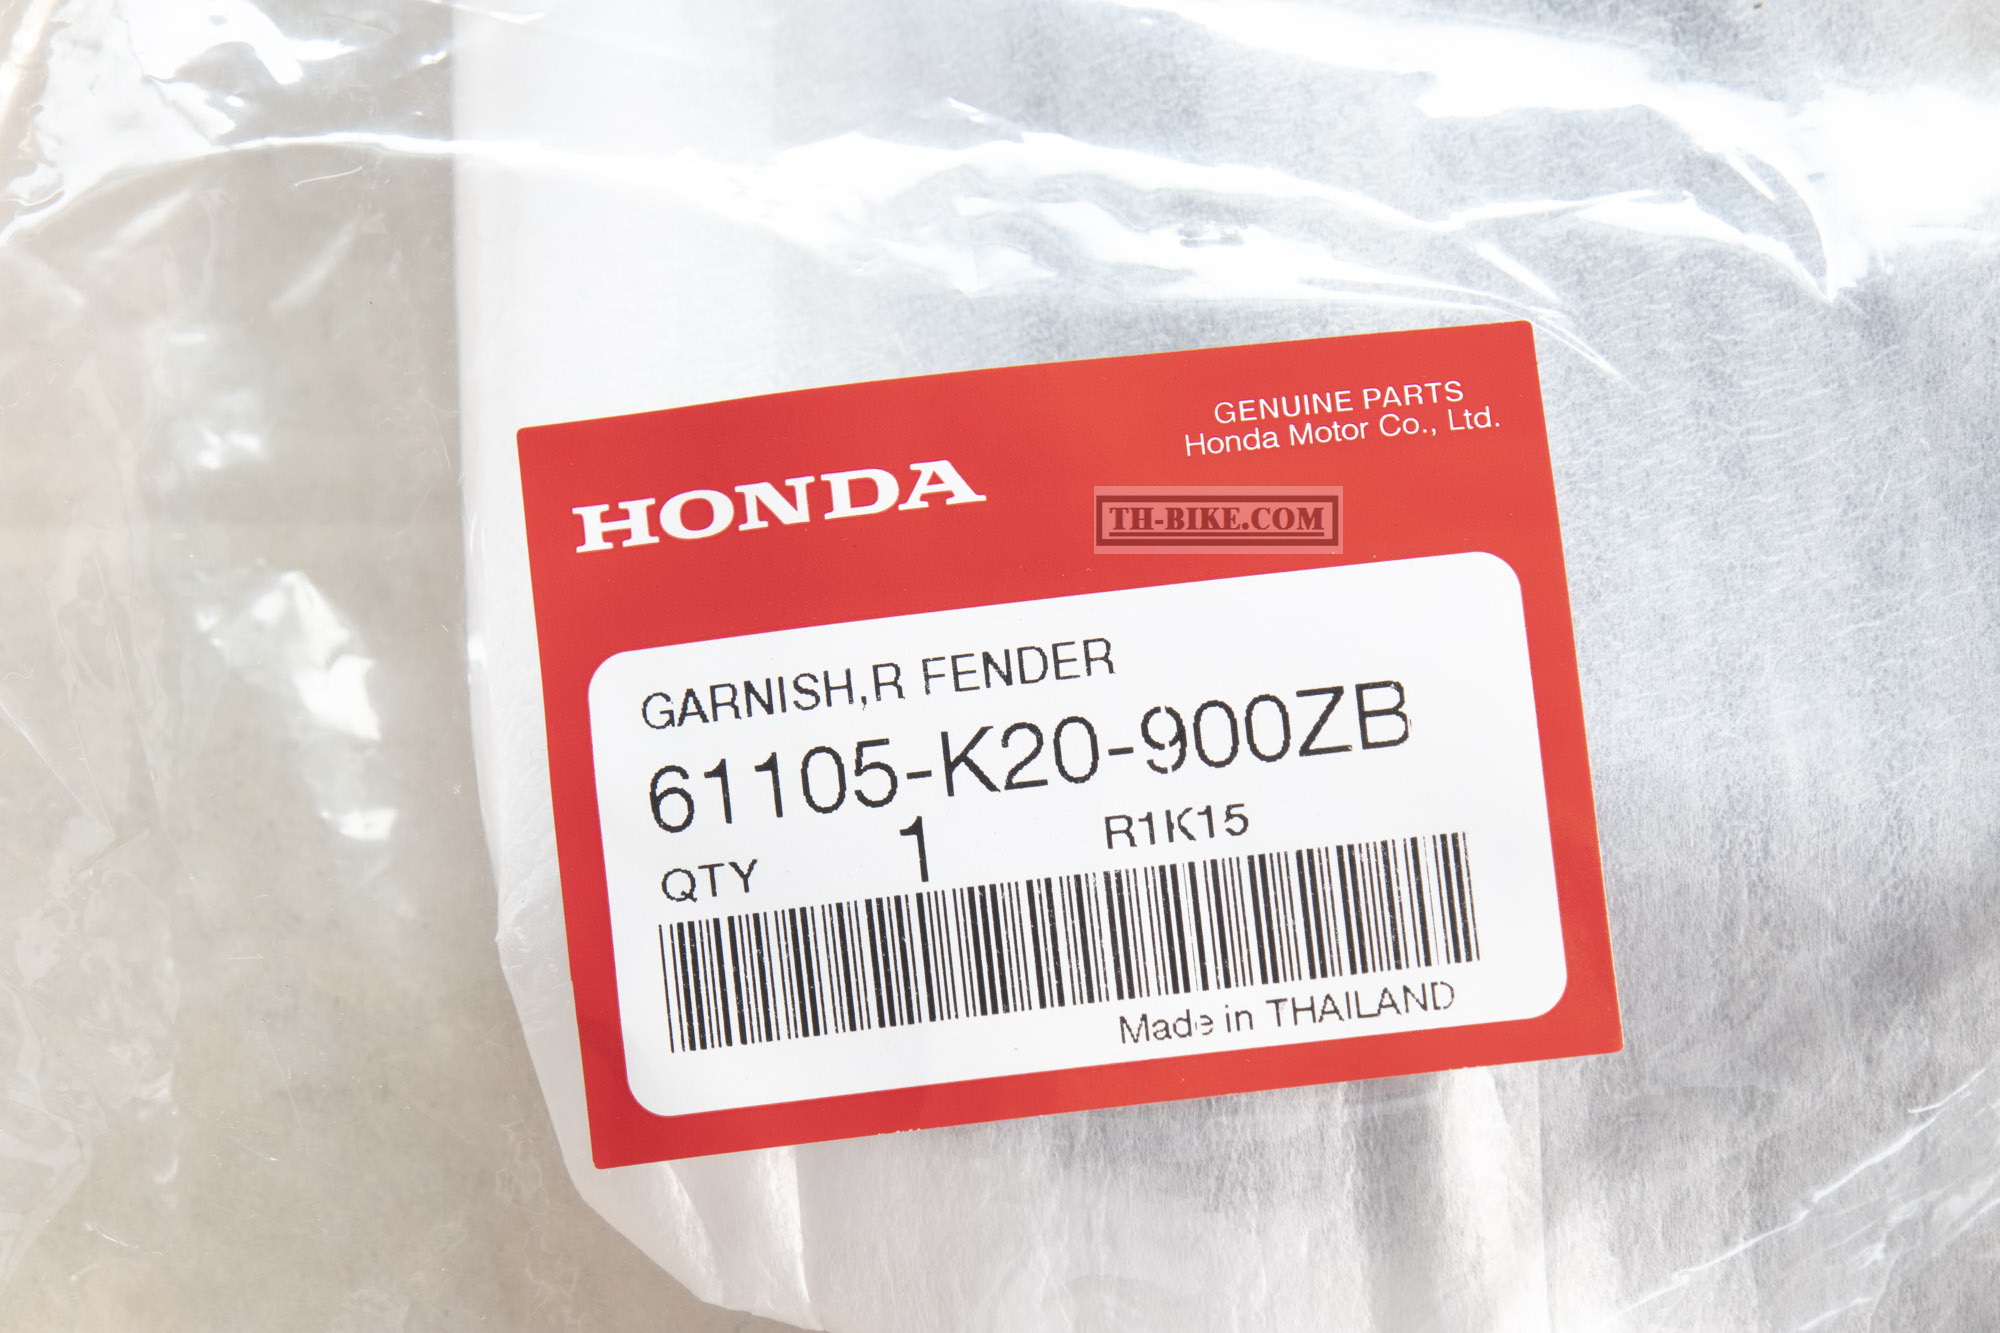 GENUINE PARTS
Honda Motor Co., Ltd.
HONDA
TH-BIKE.COM
GARNISH,R FENDER
61105-K20-900ZB
QTY 1 R1K15
Made in THAILAND